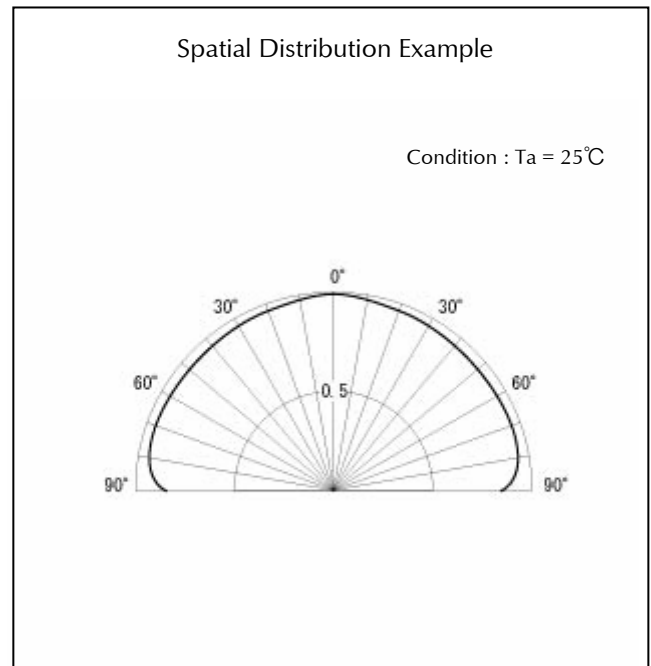 Spatial Distribution Example
Condition : Ta = 25℃
0°
30° 30°
60° 60°
0. 5
90° 90°